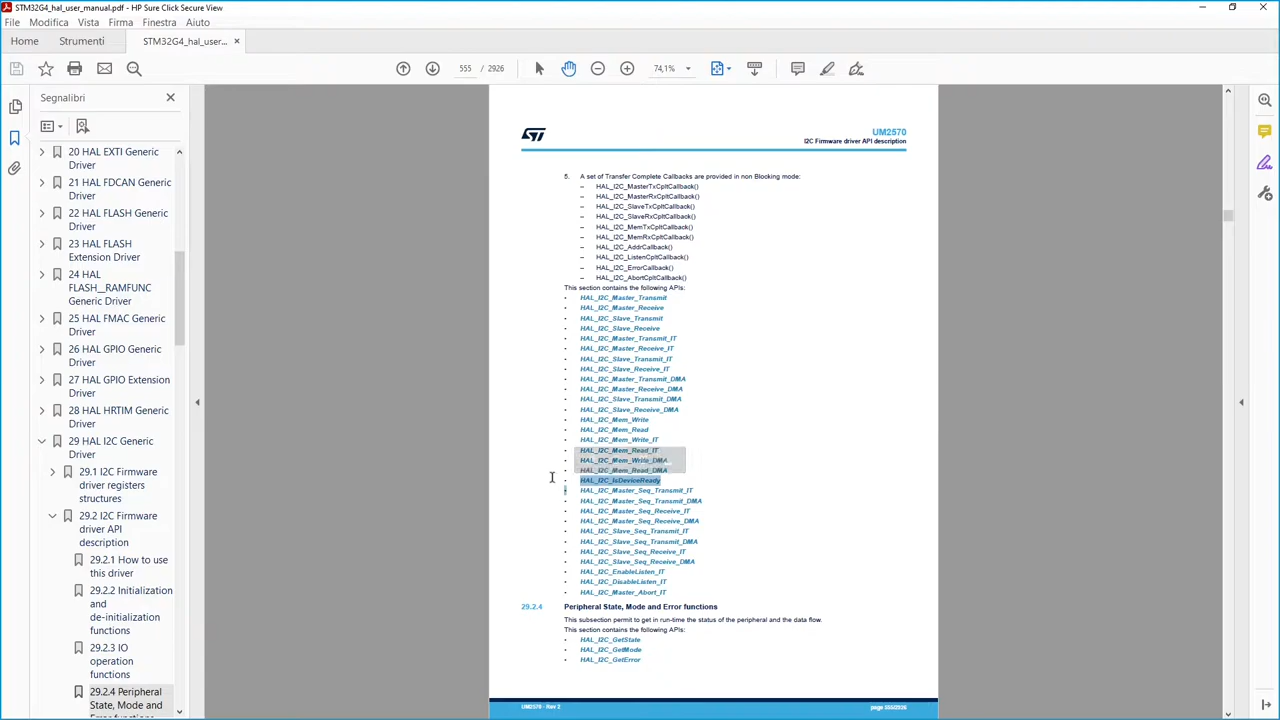 STM32G4_hal_user_manual.pdf - HP Sure Click Secure View
File Modifica Vista Firma Finestra Aiuto
Home Strumenti STM32G4_hal_user... ×
555 / 2926 74,1%
Segnalibri
20 HAL EXTI Generic
Driver
21 HAL FDCAN Generic
Driver
22 HAL FLASH Generic
Driver
23 HAL FLASH
Extension Driver
24 HAL
FLASH_RAMFUNC
Generic Driver
25 HAL FMAC Generic
Driver
26 HAL GPIO Generic
Driver
27 HAL GPIO Extension
Driver
28 HAL HRTIM Generic
Driver
29 HAL I2C Generic
Driver
29.1 I2C Firmware
driver registers
structures
29.2 I2C Firmware
driver API
description
29.2.1 How to use
this driver
29.2.2 Initialization
and
de-initialization
functions
29.2.3 IO
operation
functions
29.2.4 Peripheral
State, Mode and
Error functions
UM2570
I2C Firmware driver API description
5. A set of Transfer Complete Callbacks are provided in non Blocking mode:
– HAL_I2C_MasterTxCpltCallback()
– HAL_I2C_MasterRxCpltCallback()
– HAL_I2C_SlaveTxCpltCallback()
– HAL_I2C_SlaveRxCpltCallback()
– HAL_I2C_MemTxCpltCallback()
– HAL_I2C_MemRxCpltCallback()
– HAL_I2C_AddrCallback()
– HAL_I2C_ListenCpltCallback()
– HAL_I2C_ErrorCallback()
– HAL_I2C_AbortCpltCallback()
This section contains the following APIs:
• HAL_I2C_Master_Transmit
• HAL_I2C_Master_Receive
• HAL_I2C_Slave_Transmit
• HAL_I2C_Slave_Receive
• HAL_I2C_Master_Transmit_IT
• HAL_I2C_Master_Receive_IT
• HAL_I2C_Slave_Transmit_IT
• HAL_I2C_Slave_Receive_IT
• HAL_I2C_Master_Transmit_DMA
• HAL_I2C_Master_Receive_DMA
• HAL_I2C_Slave_Transmit_DMA
• HAL_I2C_Slave_Receive_DMA
• HAL_I2C_Mem_Write
• HAL_I2C_Mem_Read
• HAL_I2C_Mem_Write_IT
• HAL_I2C_Mem_Read_IT
• HAL_I2C_Mem_Write_DMA
• HAL_I2C_Mem_Read_DMA
• HAL_I2C_IsDeviceReady
• HAL_I2C_Master_Seq_Transmit_IT
• HAL_I2C_Master_Seq_Transmit_DMA
• HAL_I2C_Master_Seq_Receive_IT
• HAL_I2C_Master_Seq_Receive_DMA
• HAL_I2C_Slave_Seq_Transmit_IT
• HAL_I2C_Slave_Seq_Transmit_DMA
• HAL_I2C_Slave_Seq_Receive_IT
• HAL_I2C_Slave_Seq_Receive_DMA
• HAL_I2C_EnableListen_IT
• HAL_I2C_DisableListen_IT
• HAL_I2C_Master_Abort_IT
29.2.4 Peripheral State, Mode and Error functions
This subsection permit to get in run-time the status of the peripheral and the data flow.
This section contains the following APIs:
• HAL_I2C_GetState
• HAL_I2C_GetMode
• HAL_I2C_GetError
UM2570 - Rev 2 page 555/2926